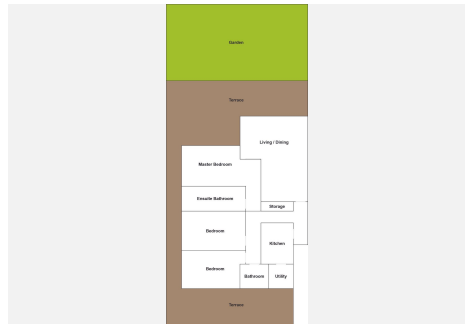 Garden
Terrace
Living / Dining
Master Bedroom
Ensuite Bathroom
Storage
Bedroom
Kitchen
Bedroom
Bathroom
Utility
Terrace